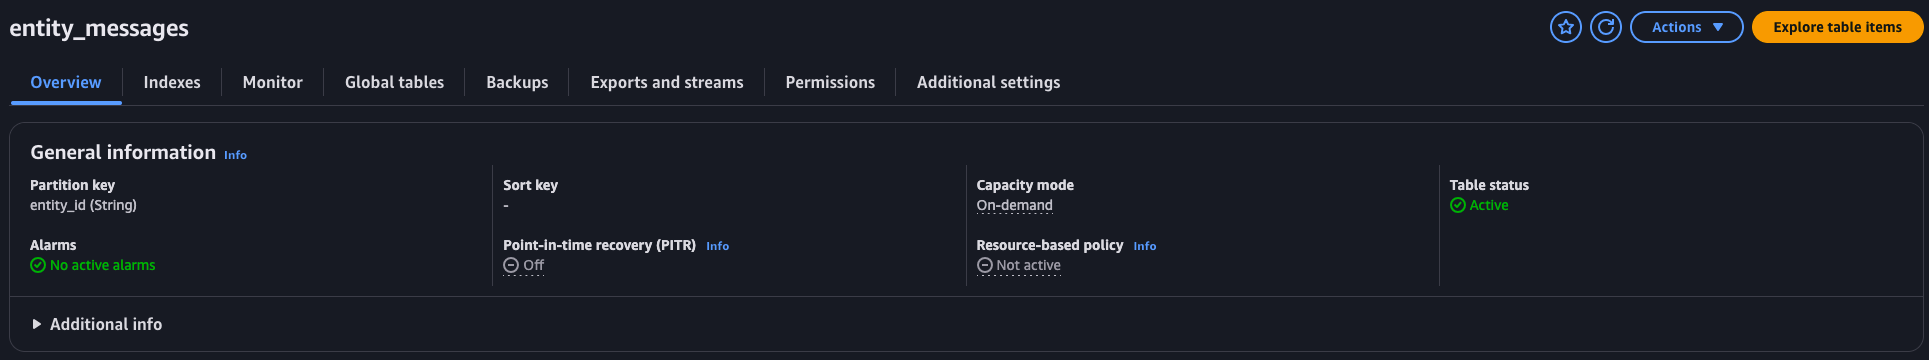 entity_messages
Actions
Explore table items
Overview
Indexes
Monitor
Global tables
Backups
Exports and streams
Permissions
Additional settings
General information Info
Partition key
entity_id (String)
Sort key
-
Capacity mode
On-demand
Table status
Active
Alarms
No active alarms
Point-in-time recovery (PITR) Info
Off
Resource-based policy Info
Not active
Additional info